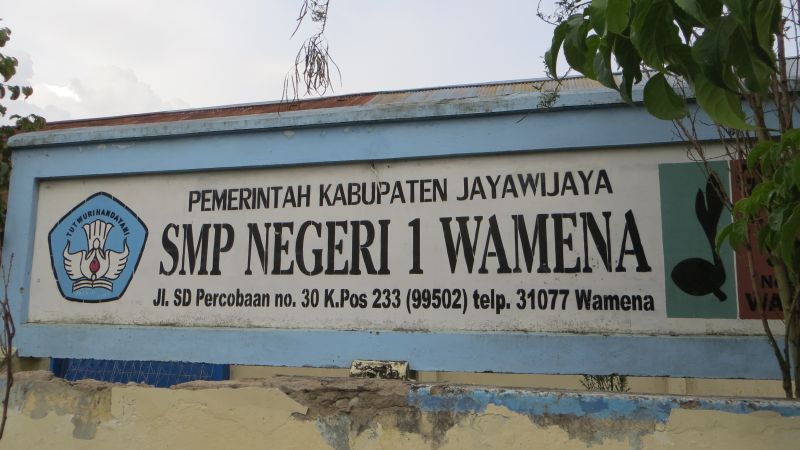 PEMERINTAH KABUPATEN JAYAWIJAYA
TUT WURI HANDAYANI
SMP NEGERI 1 WAMENA
Jl. SD Percobaan no. 30 K.Pos 233 (99502) telp. 31077 Wamena